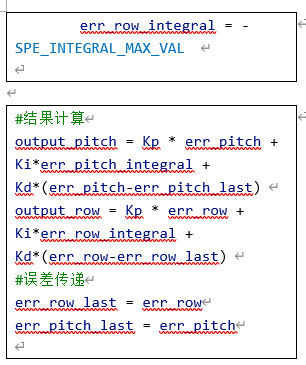 err_row_integral = -
SPE_INTEGRAL_MAX_VAL
#结果计算
output_pitch = Kp * err_pitch +
Ki*err_pitch_integral +
Kd*(err_pitch-err_pitch_last)
output_row = Kp * err_row +
Ki*err_row_integral +
Kd*(err_row-err_row_last)
#误差传递
err_row_last = err_row
err_pitch_last = err_pitch